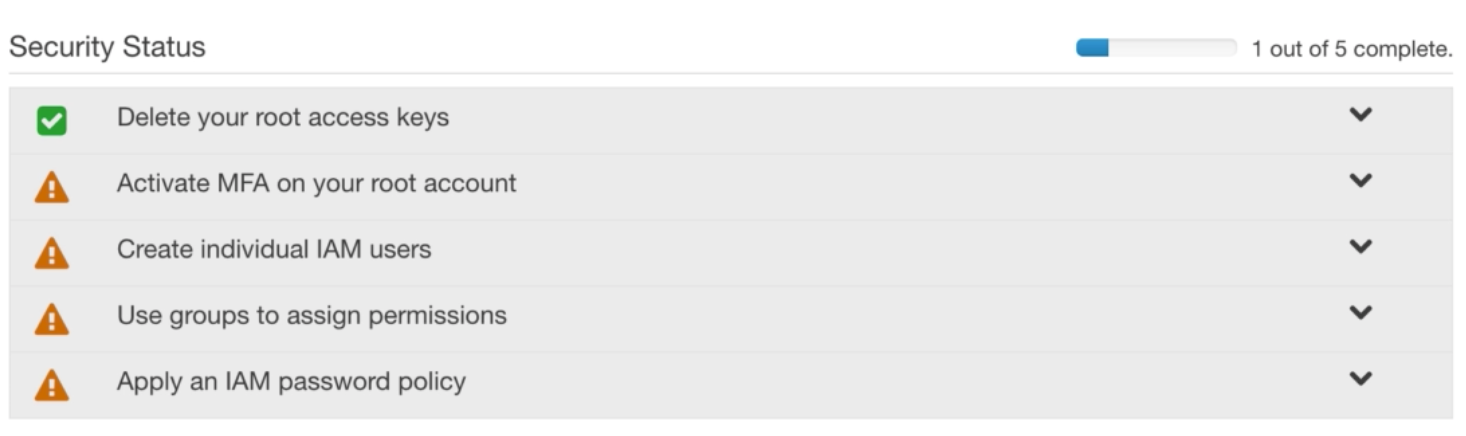 Security Status
1 out of 5 complete.
Delete your root access keys
Activate MFA on your root account
Create individual IAM users
Use groups to assign permissions
Apply an IAM password policy